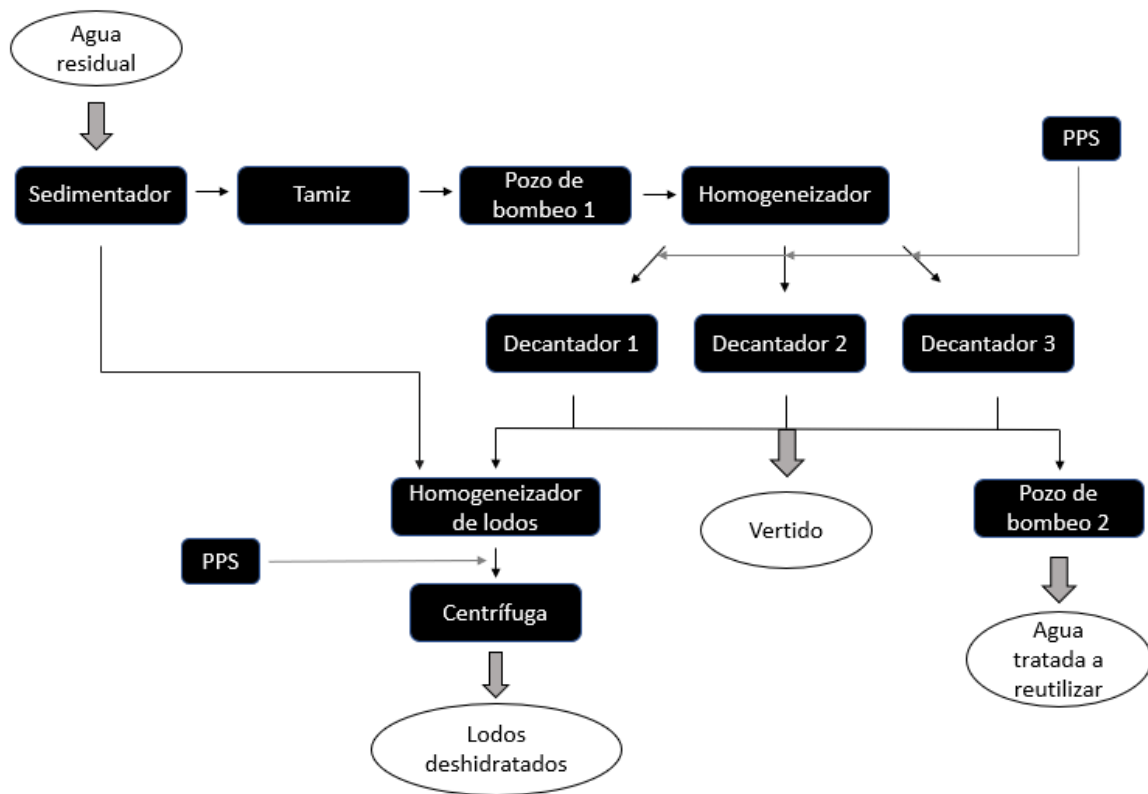 Agua
residual
PPS
Sedimentador
Tamiz
Pozo de
bombeo 1
Homogeneizador
Decantador 1
Decantador 2
Decantador 3
Homogeneizador
de lodos
Vertido
Pozo de
bombeo 2
PPS
Centrífuga
Agua
tratada a
reutilizar
Lodos
deshidratados